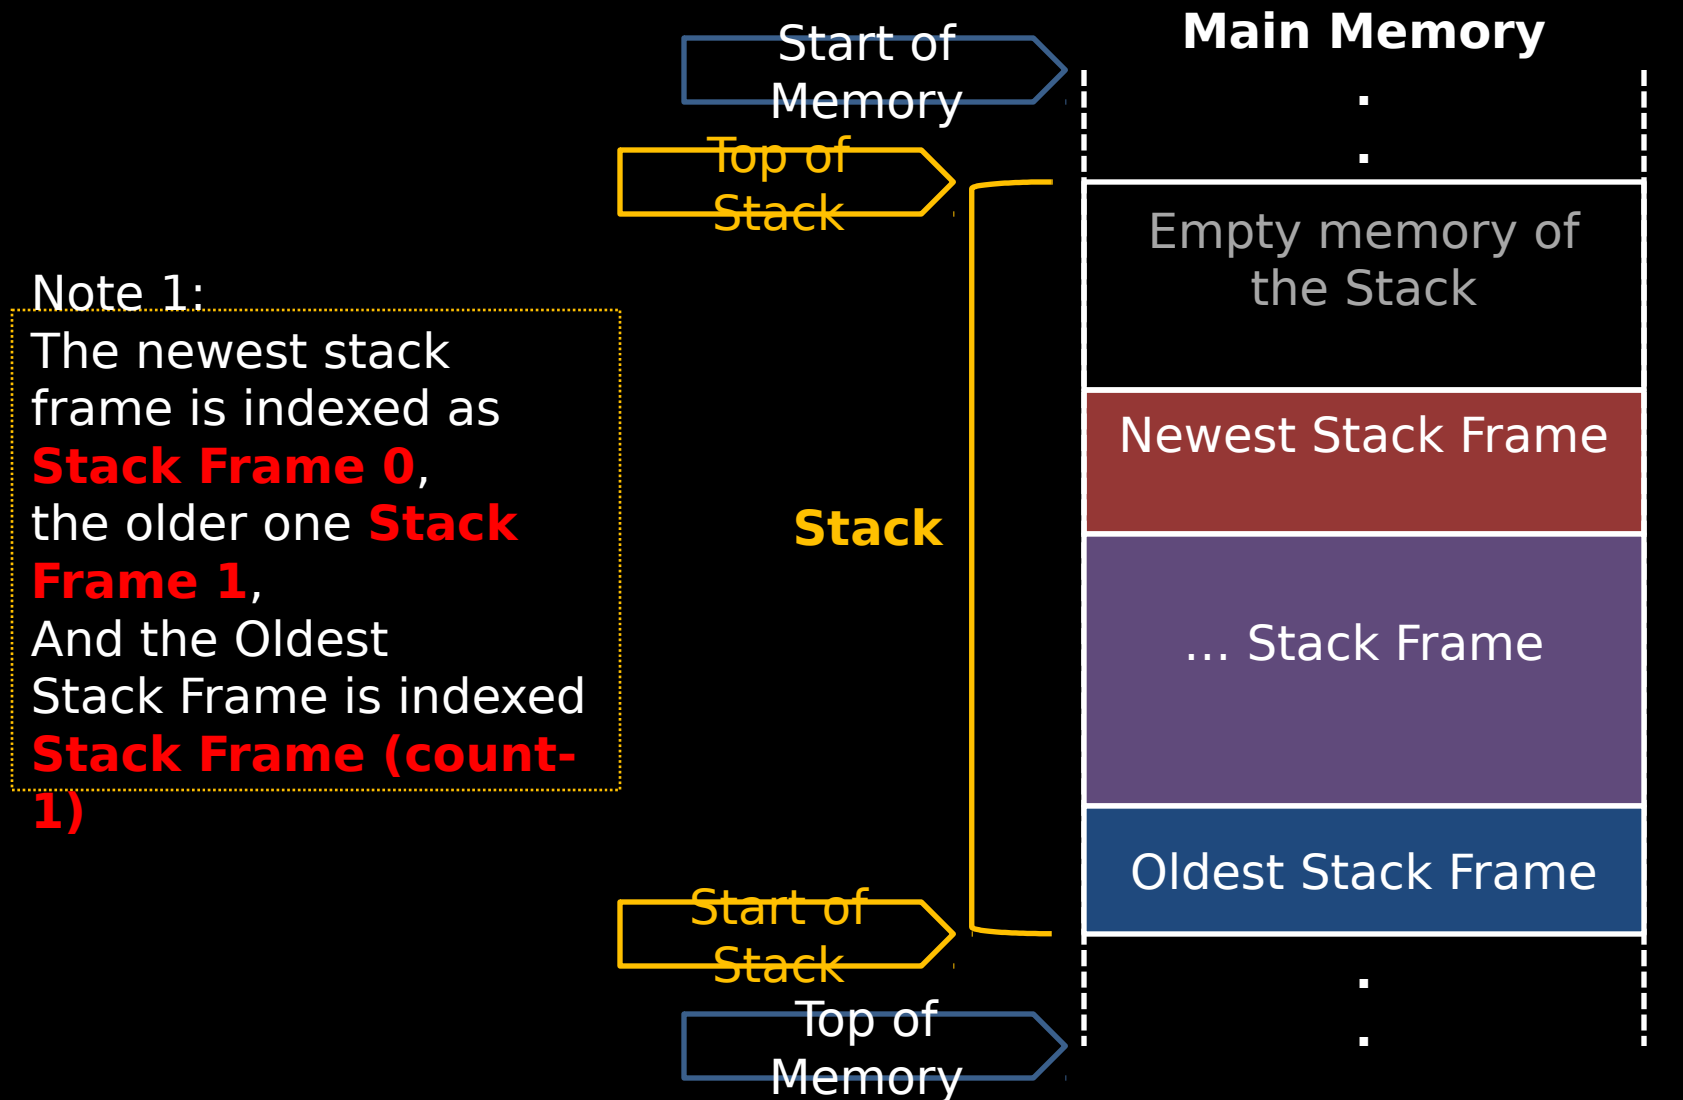 Main Memory
Start of
Memory
.
.
Top of
Stack
Empty memory of
the Stack
Note 1:
The newest stack
frame is indexed as
Stack Frame 0,
the older one Stack
Frame 1,
And the Oldest
Stack Frame is indexed
Stack Frame (count-
1)
Newest Stack Frame
Stack
... Stack Frame
Oldest Stack Frame
Start of
Stack
.
.
Top of
Memory